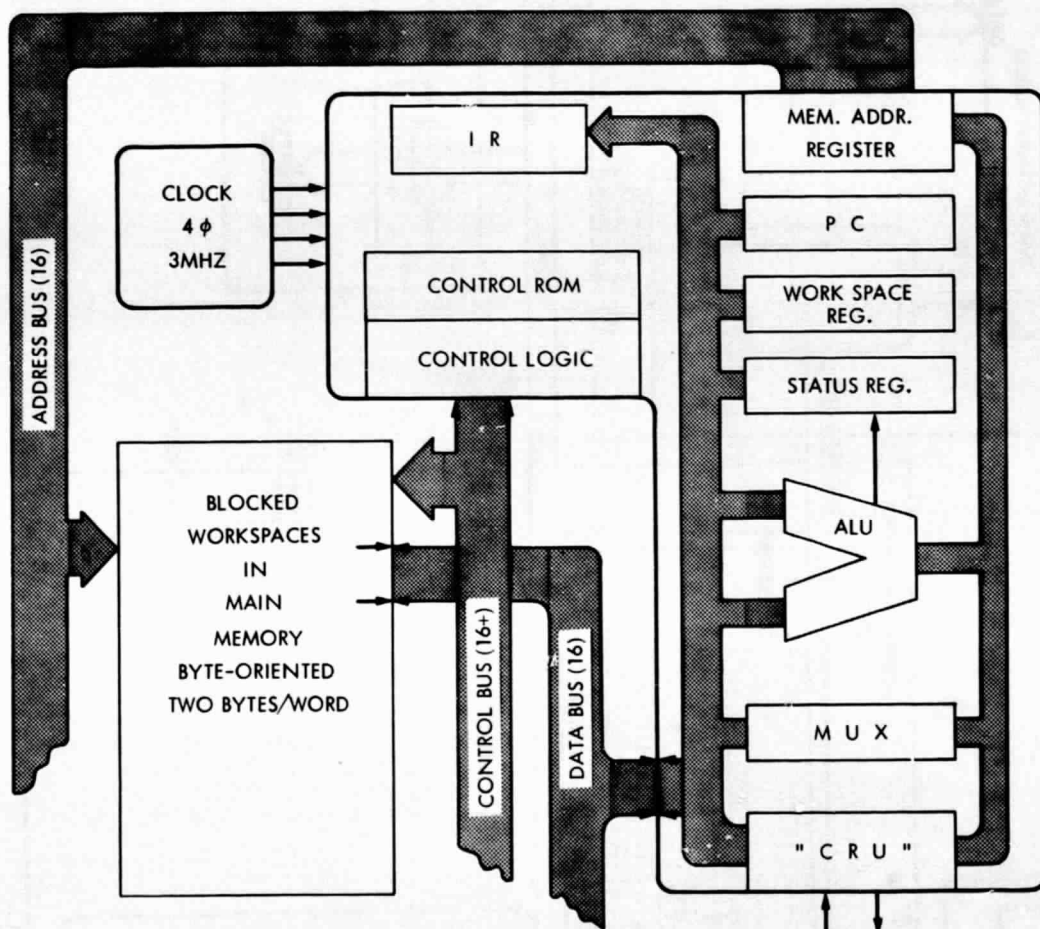 I R
MEM. ADDR.
REGISTER
CLOCK
4 φ
3MHZ
P C
CONTROL ROM
WORK SPACE
REG.
CONTROL LOGIC
STATUS REG.
ADDRESS BUS (16)
BLOCKED
WORKSPACES
IN
MAIN
MEMORY
BYTE-ORIENTED
TWO BYTES/WORD
ALU
CONTROL BUS (16+)
DATA BUS (16)
M U X
" C R U "